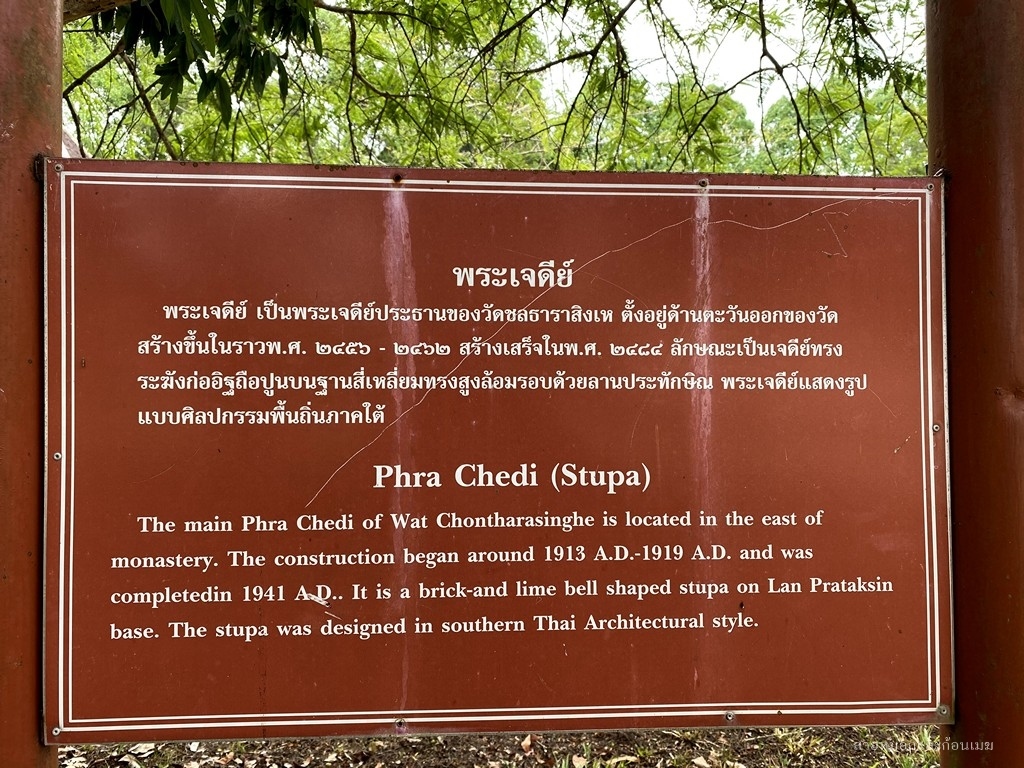 พระเจดีย์
พระเจดีย์ เป็นพระเจดีย์ประธานของวัดชลธาราสิงเห ตั้งอยู่ด้านตะวันออกของวัด
สร้างขึ้นในราวพ.ศ. ๒๔๕๖ - ๒๔๖๒ สร้างเสร็จในพ.ศ. ๒๔๘๔ ลักษณะเป็นเจดีย์ทรง
ระฆังก่ออิฐถือปูนบนฐานสี่เหลี่ยมทรงสูงล้อมรอบด้วยลานประทักษิณ พระเจดีย์แสดงรูป
แบบศิลปกรรมพื้นถิ่นภาคใต้
Phra Chedi (Stupa)
The main Phra Chedi of Wat Chontharasinghe is located in the east of
monastery. The construction began around 1913 A.D.-1919 A.D. and was
completedin 1941 A.D.. It is a brick-and lime bell shaped stupa on Lan Prataksin
base. The stupa was designed in southern Thai Architectural style.